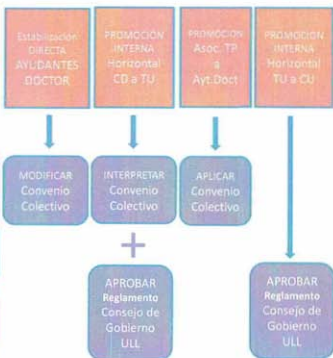 Estabilización
DIRECTA
AYUDANTES
DOCTOR
PROMOCIÓN
INTERNA
Horizontal
CD a TU
PROMOCIÓN
Asoc. TP
a
Ayt.Doct
PROMOCIÓN
INTERNA
Horizontal
TU a CU
MODIFICAR
Convenio
Colectivo
INTERPRETAR
Convenio
Colectivo
APLICAR
Convenio
Colectivo
+
APROBAR
Reglamento
Consejo de
Gobierno
ULL
APROBAR
Reglamento
Consejo de
Gobierno
ULL